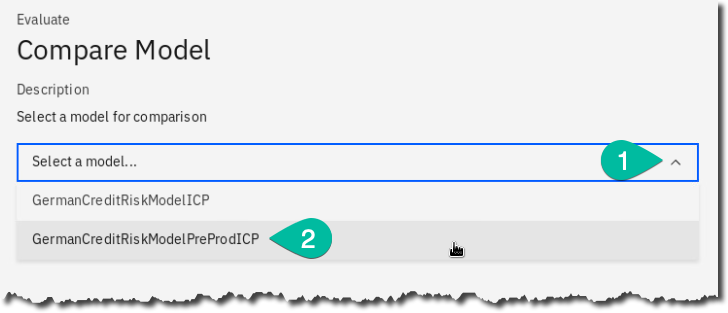 Evaluate
Compare Model
Description
Select a model for comparison
Select a model... 1
GermanCreditRiskModelICP
GermanCreditRiskModelPreProdICP 2